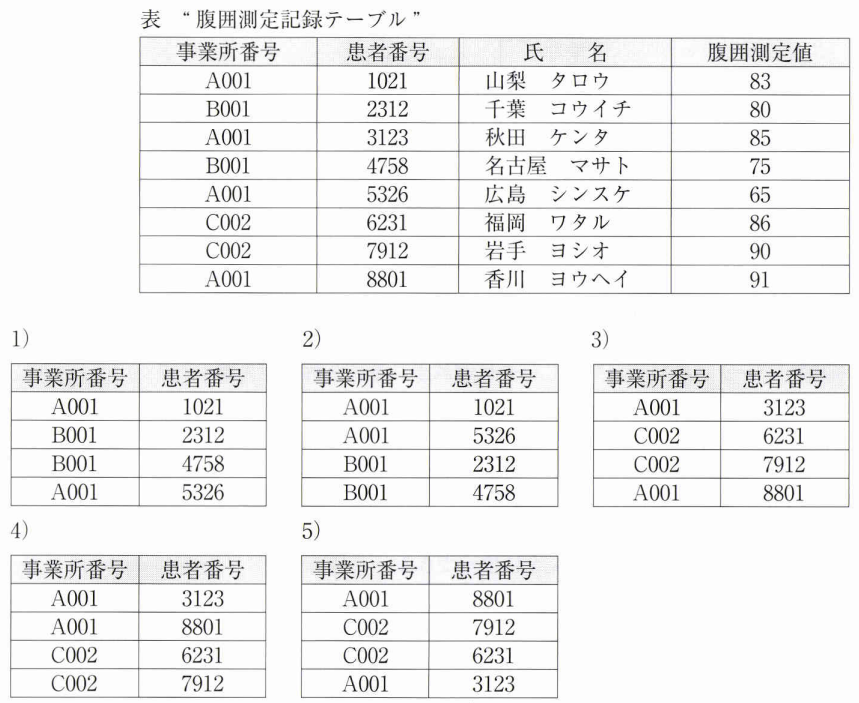 表 “腹囲測定記録テーブル”
事業所番号 患者番号 氏 名 腹囲測定値
A001 1021 山梨 タロウ 83
B001 2312 千葉 コウイチ 80
A001 3123 秋田 ケンタ 85
B001 4758 名古屋 マサト 75
A001 5326 広島 シンスケ 65
C002 6231 福岡 ワタル 86
C002 7912 岩手 ヨシオ 90
A001 8801 香川 ヨウヘイ 91
1)
事業所番号 患者番号
A001 1021
B001 2312
B001 4758
A001 5326
2)
事業所番号 患者番号
A001 1021
A001 5326
B001 2312
B001 4758
3)
事業所番号 患者番号
A001 3123
C002 6231
C002 7912
A001 8801
4)
事業所番号 患者番号
A001 3123
A001 8801
C002 6231
C002 7912
5)
事業所番号 患者番号
A001 8801
C002 7912
C002 6231
A001 3123